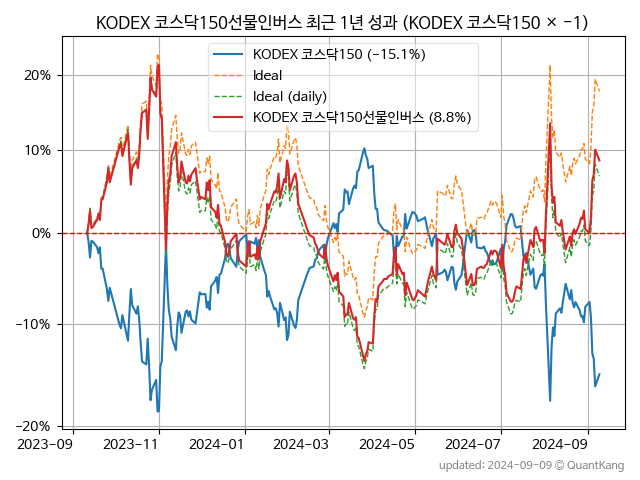 KODEX 코스닥150선물인버스 최근 1년 성과 (KODEX 코스닥150 × −1)
KODEX 코스닥150 (−15.1%)
Ideal
Ideal (daily)
KODEX 코스닥150선물인버스 (8.8%)
20%
10%
0%
−10%
−20%
2023-09
2023-11
2024-01
2024-03
2024-05
2024-07
2024-09
updated: 2024-09-09 © QuantKang